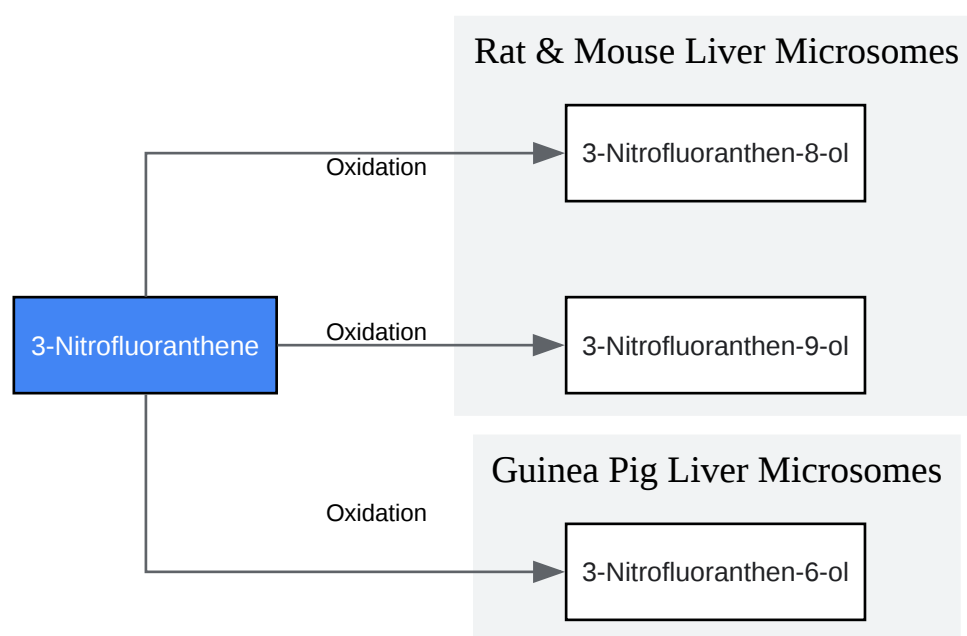 Rat & Mouse Liver Microsomes
3-Nitrofluoranthen-8-ol
Oxidation
3-Nitrofluoranthene
Oxidation
3-Nitrofluoranthen-9-ol
Guinea Pig Liver Microsomes
Oxidation
3-Nitrofluoranthen-6-ol